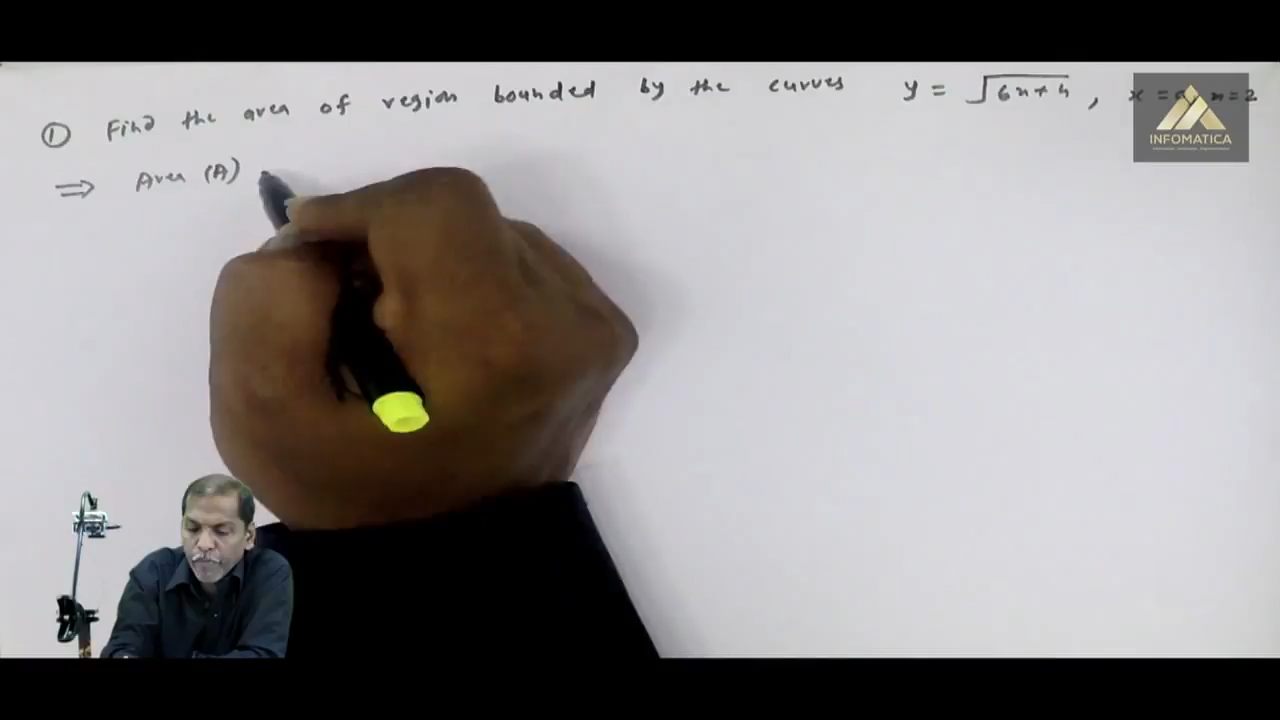 ① Find the area of region bounded by the curves y = √6x+4, x = 0, x = 2
⇒ Area (A)
INFOMATICA